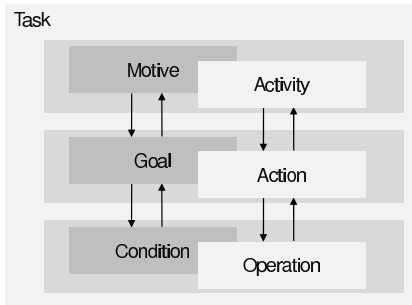 Task
Motive
Activity
Goal
Action
Condition
Operation